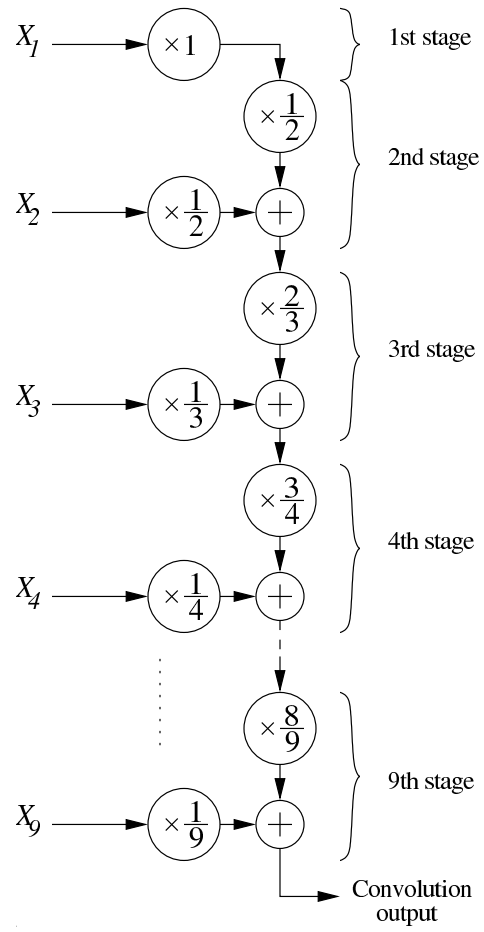 X1 ×1 1st stage
×1/2
2nd stage
X2 ×1/2 +
×2/3
3rd stage
X3 ×1/3 +
×3/4
4th stage
X4 ×1/4 +
×8/9
9th stage
X9 ×1/9 +
Convolution
output